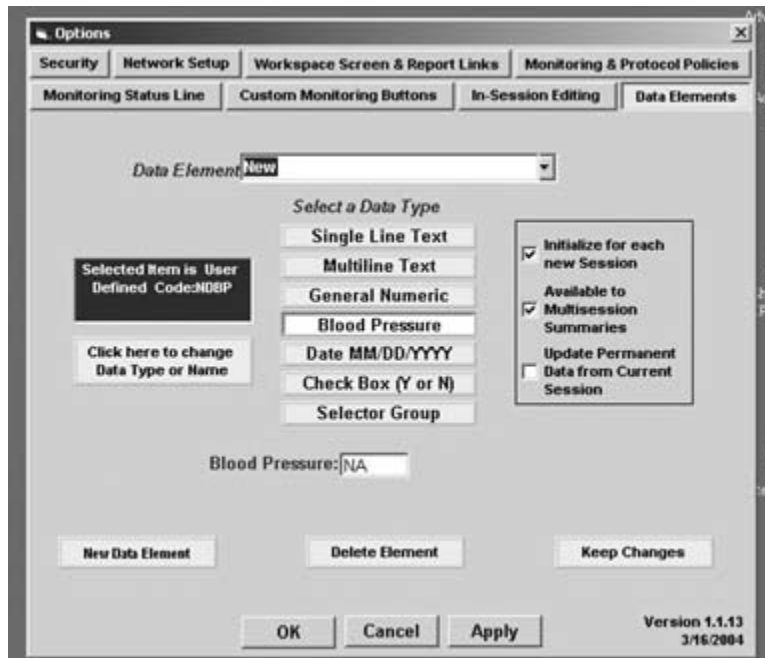 Options
Security Network Setup Workspace Screen & Report Links Monitoring & Protocol Policies
Monitoring Status Line Custom Monitoring Buttons In-Session Editing Data Elements
Data Element New
Select a Data Type
Single Line Text
Multiline Text
General Numeric
Blood Pressure
Date MM/DD/YYYY
Check Box (Y or N)
Selector Group
Selected Item is User
Defined Code:NDBP
Click here to change
Data Type or Name
Initialize for each
new Session
Available to
Multisession
Summaries
Update Permanent
Data from Current
Session
Blood Pressure: NA
New Data Element
Delete Element
Keep Changes
OK Cancel Apply
Version 1.1.13
3/16/2004